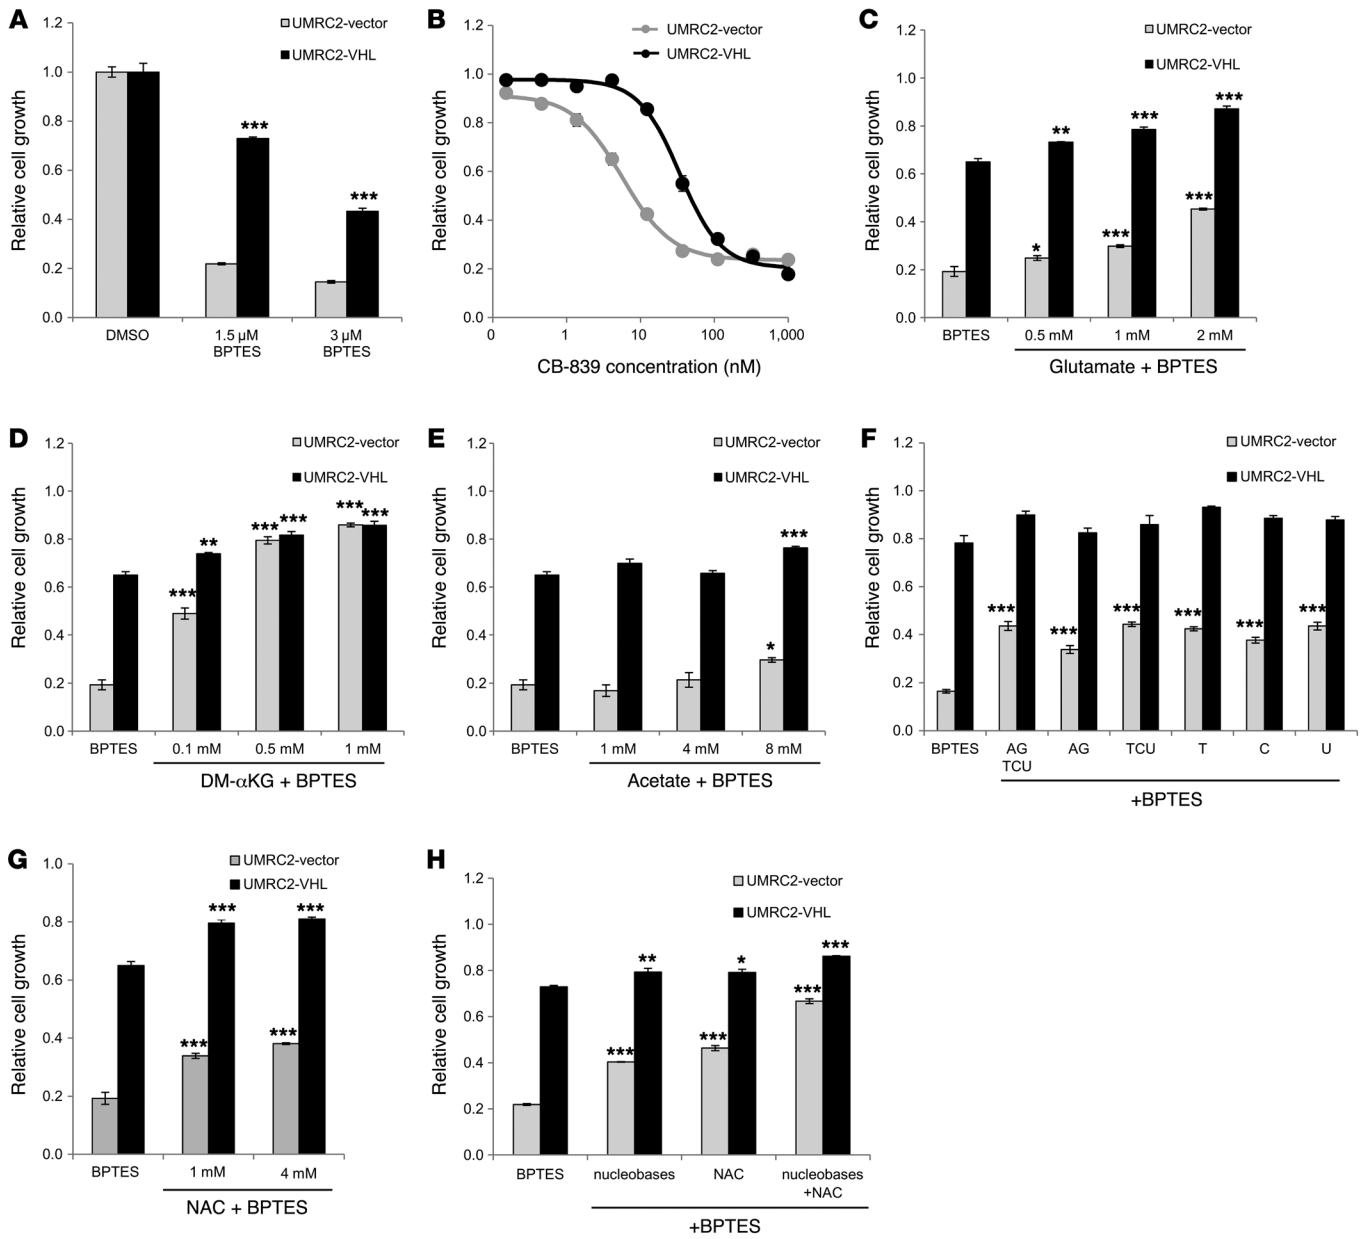 A
UMRC2-vector
UMRC2-VHL
Relative cell growth
1.2
1.0
0.8
0.6
0.4
0.2
0.0
***
***
DMSO
1.5 µM
BPTES
3 µM
BPTES
B
UMRC2-vector
UMRC2-VHL
Relative cell growth
1.2
1.0
0.8
0.6
0.4
0.2
0.0
0
1
10
100
1,000
CB-839 concentration (nM)
C
UMRC2-vector
UMRC2-VHL
Relative cell growth
1.2
1.0
0.8
0.6
0.4
0.2
0.0
*
**
***
***
***
***
BPTES
0.5 mM
1 mM
2 mM
Glutamate + BPTES
D
UMRC2-vector
UMRC2-VHL
Relative cell growth
1.2
1.0
0.8
0.6
0.4
0.2
0.0
***
**
***
***
***
***
BPTES
0.1 mM
0.5 mM
1 mM
DM-αKG + BPTES
E
UMRC2-vector
UMRC2-VHL
Relative cell growth
1.2
1.0
0.8
0.6
0.4
0.2
0.0
*
***
BPTES
1 mM
4 mM
8 mM
Acetate + BPTES
F
UMRC2-vector
UMRC2-VHL
Relative cell growth
1.2
1.0
0.8
0.6
0.4
0.2
0.0
***
***
***
***
***
***
BPTES
AG
TCU
AG
TCU
T
C
U
+BPTES
G
UMRC2-vector
UMRC2-VHL
Relative cell growth
1.0
0.8
0.6
0.4
0.2
0.0
***
***
***
***
BPTES
1 mM
4 mM
NAC + BPTES
H
UMRC2-vector
UMRC2-VHL
Relative cell growth
1.2
1.0
0.8
0.6
0.4
0.2
0.0
***
**
***
*
***
***
BPTES
nucleobases
NAC
nucleobases
+NAC
+BPTES